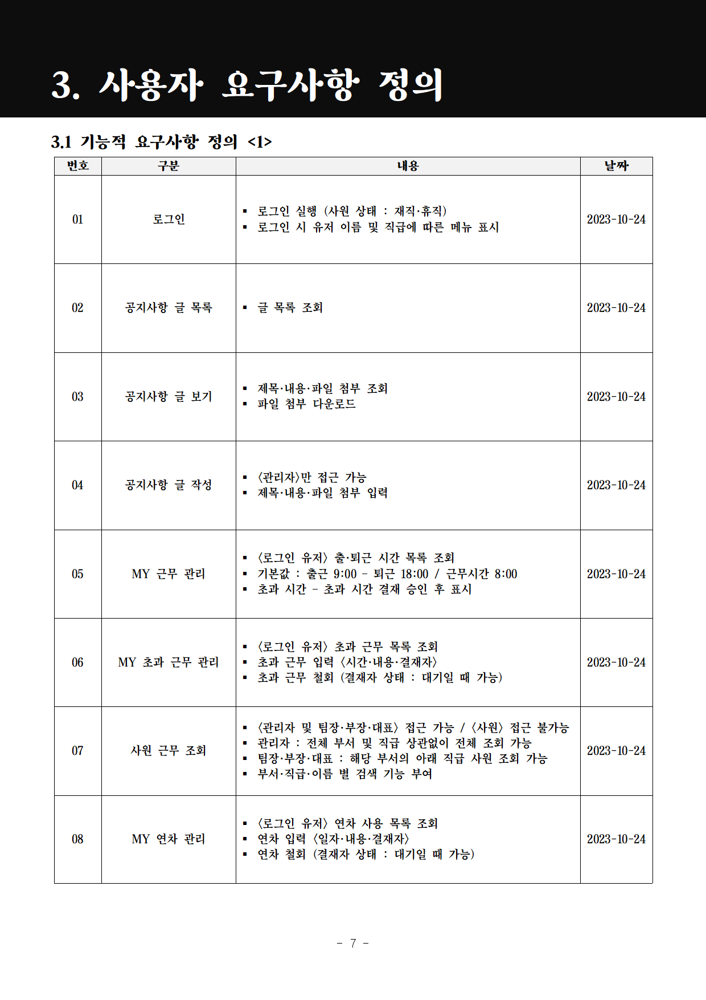 3. 사용자 요구사항 정의
3.1 기능적 요구사항 정의 <1>
번호 구분 내용 날짜
01 로그인
▪ 로그인 실행 (사원 상태 : 재직·휴직)
▪ 로그인 시 유저 이름 및 직급에 따른 메뉴 표시
2023-10-24
02 공지사항 글 목록
▪ 글 목록 조회
2023-10-24
03 공지사항 글 보기
▪ 제목·내용·파일 첨부 조회
▪ 파일 첨부 다운로드
2023-10-24
04 공지사항 글 작성
▪ 〈관리자〉만 접근 가능
▪ 제목·내용·파일 첨부 입력
2023-10-24
05 MY 근무 관리
▪ 〈로그인 유저〉 출·퇴근 시간 목록 조회
▪ 기본값 : 출근 9:00 - 퇴근 18:00 / 근무시간 8:00
▪ 초과 시간 - 초과 시간 결재 승인 후 표시
2023-10-24
06 MY 초과 근무 관리
▪ 〈로그인 유저〉 초과 근무 목록 조회
▪ 초과 근무 입력 〈시간·내용·결재자〉
▪ 초과 근무 철회 (결재자 상태 : 대기일 때 가능)
2023-10-24
07 사원 근무 조회
▪ 〈관리자 및 팀장·부장·대표〉 접근 가능 / 〈사원〉 접근 불가능
▪ 관리자 : 전체 부서 및 직급 상관없이 전체 조회 가능
▪ 팀장·부장·대표 : 해당 부서의 아래 직급 사원 조회 가능
▪ 부서·직급·이름 별 검색 기능 부여
2023-10-24
08 MY 연차 관리
▪ 〈로그인 유저〉 연차 사용 목록 조회
▪ 연차 입력 〈일자·내용·결재자〉
▪ 연차 철회 (결재자 상태 : 대기일 때 가능)
2023-10-24
- 7 -